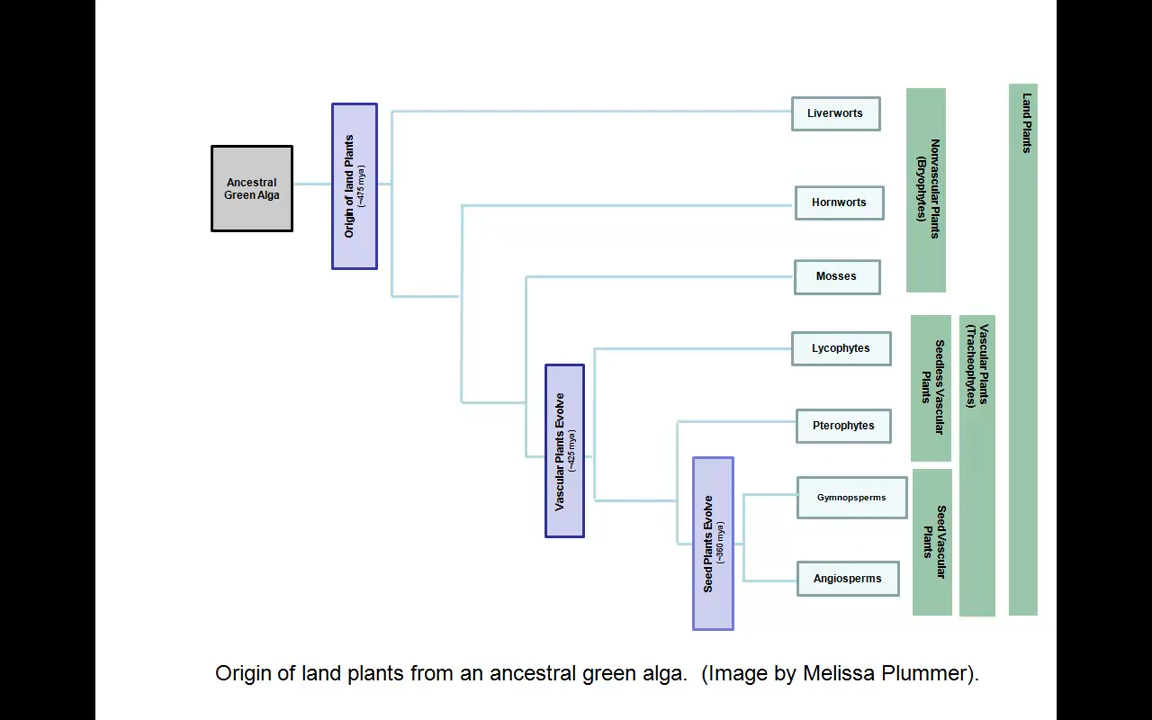 Ancestral
Green Alga
Origin of land Plants
(~475 mya)
Liverworts
Hornworts
Mosses
Nonvascular Plants
(Bryophytes)
Land Plants
Vascular Plants Evolve
(~425 mya)
Lycophytes
Pterophytes
Seedless Vascular
Plants
Vascular Plants
(Tracheophytes)
Seed Plants Evolve
(~360 mya)
Gymnopsperms
Angiosperms
Seed Vascular
Plants
Origin of land plants from an ancestral green alga.  (Image by Melissa Plummer).